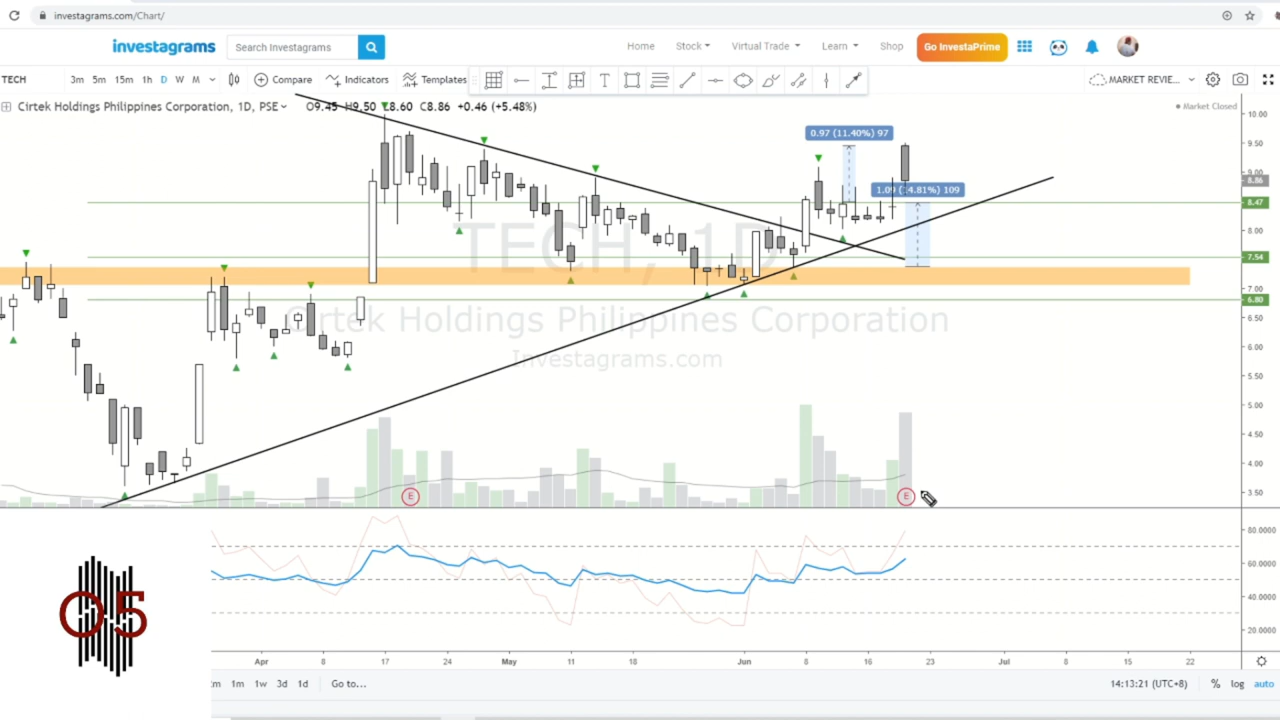 investagrams.com/Chart/
investagrams Search Investagrams Home Stock Virtual Trade Learn Shop Go InvestaPrime
TECH 3m 5m 15m 1h D W M Compare Indicators Templates T MARKET REVIE...
Cirtek Holdings Philippines Corporation, 1D, PSE O9.45 H9.50 L8.60 C8.86 +0.46 (+5.48%) Market Closed
10.00
0.97 (11.40%) 97
9.50
9.00
8.86
(14.81%) 109
8.47
8.00
TECH, 1D
7.54
7.00
6.80
6.50
Cirtek Holdings Philippines Corporation
6.00
Investagrams.com
5.50
5.00
4.50
4.00
3.50
E E
80.0000
60.0000
40.0000
20.0000
05
Apr 8 17 24 May 11 18 Jun 8 16 23 Jul 8 15 22
1m 1w 3d 1d Go to... 14:13:21 (UTC+8) % log auto